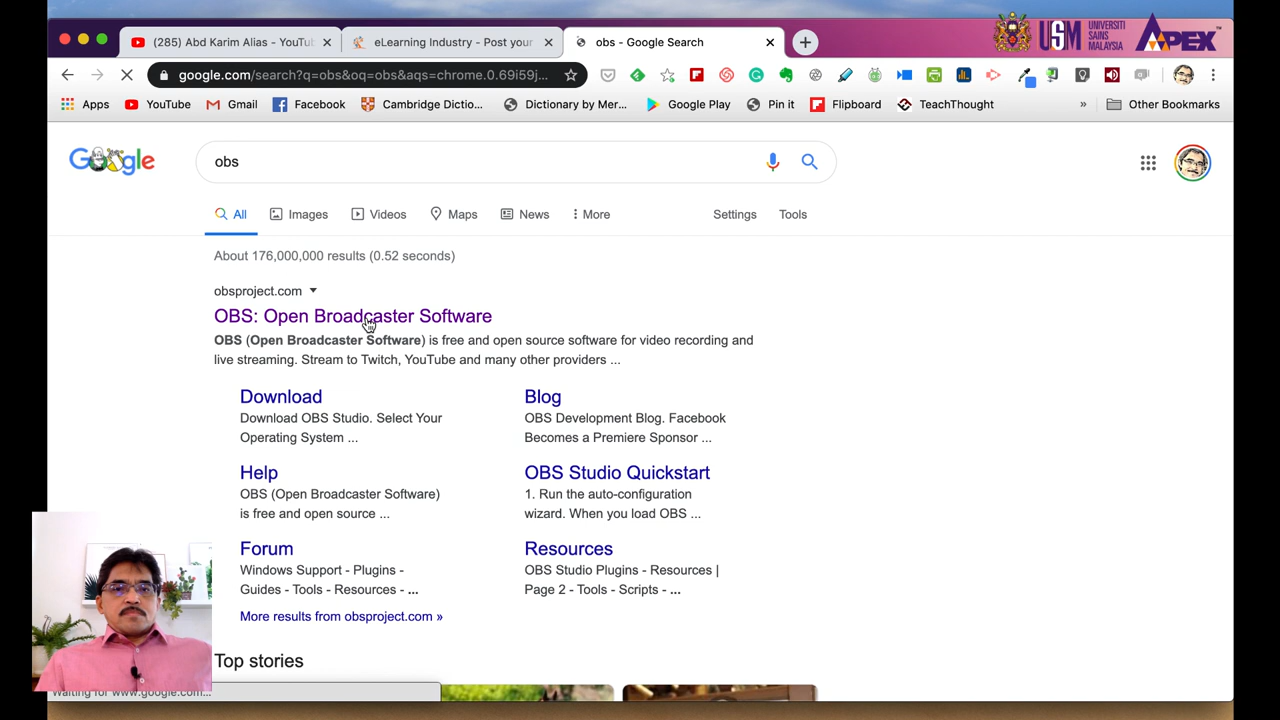 (285) Abd Karim Alias - YouTu
eLearning Industry - Post your
obs - Google Search
USM
UNIVERSITI
SAINS
MALAYSIA
APEX™
google.com/search?q=obs&oq=obs&aqs=chrome.0.69i59j...
Apps
YouTube
Gmail
Facebook
Cambridge Dictio...
Dictionary by Mer...
Google Play
Pin it
Flipboard
TeachThought
»
Other Bookmarks
Google
obs
All
Images
Videos
Maps
News
More
Settings
Tools
About 176,000,000 results (0.52 seconds)
obsproject.com
OBS: Open Broadcaster Software
OBS (Open Broadcaster Software) is free and open source software for video recording and
live streaming. Stream to Twitch, YouTube and many other providers ...
Download
Download OBS Studio. Select Your
Operating System ...
Blog
OBS Development Blog. Facebook
Becomes a Premiere Sponsor ...
Help
OBS (Open Broadcaster Software)
is free and open source ...
OBS Studio Quickstart
1. Run the auto-configuration
wizard. When you load OBS ...
Forum
Windows Support - Plugins -
Guides - Tools - Resources - ...
Resources
OBS Studio Plugins - Resources |
Page 2 - Tools - Scripts - ...
More results from obsproject.com »
Top stories
Waiting for www.google.com...